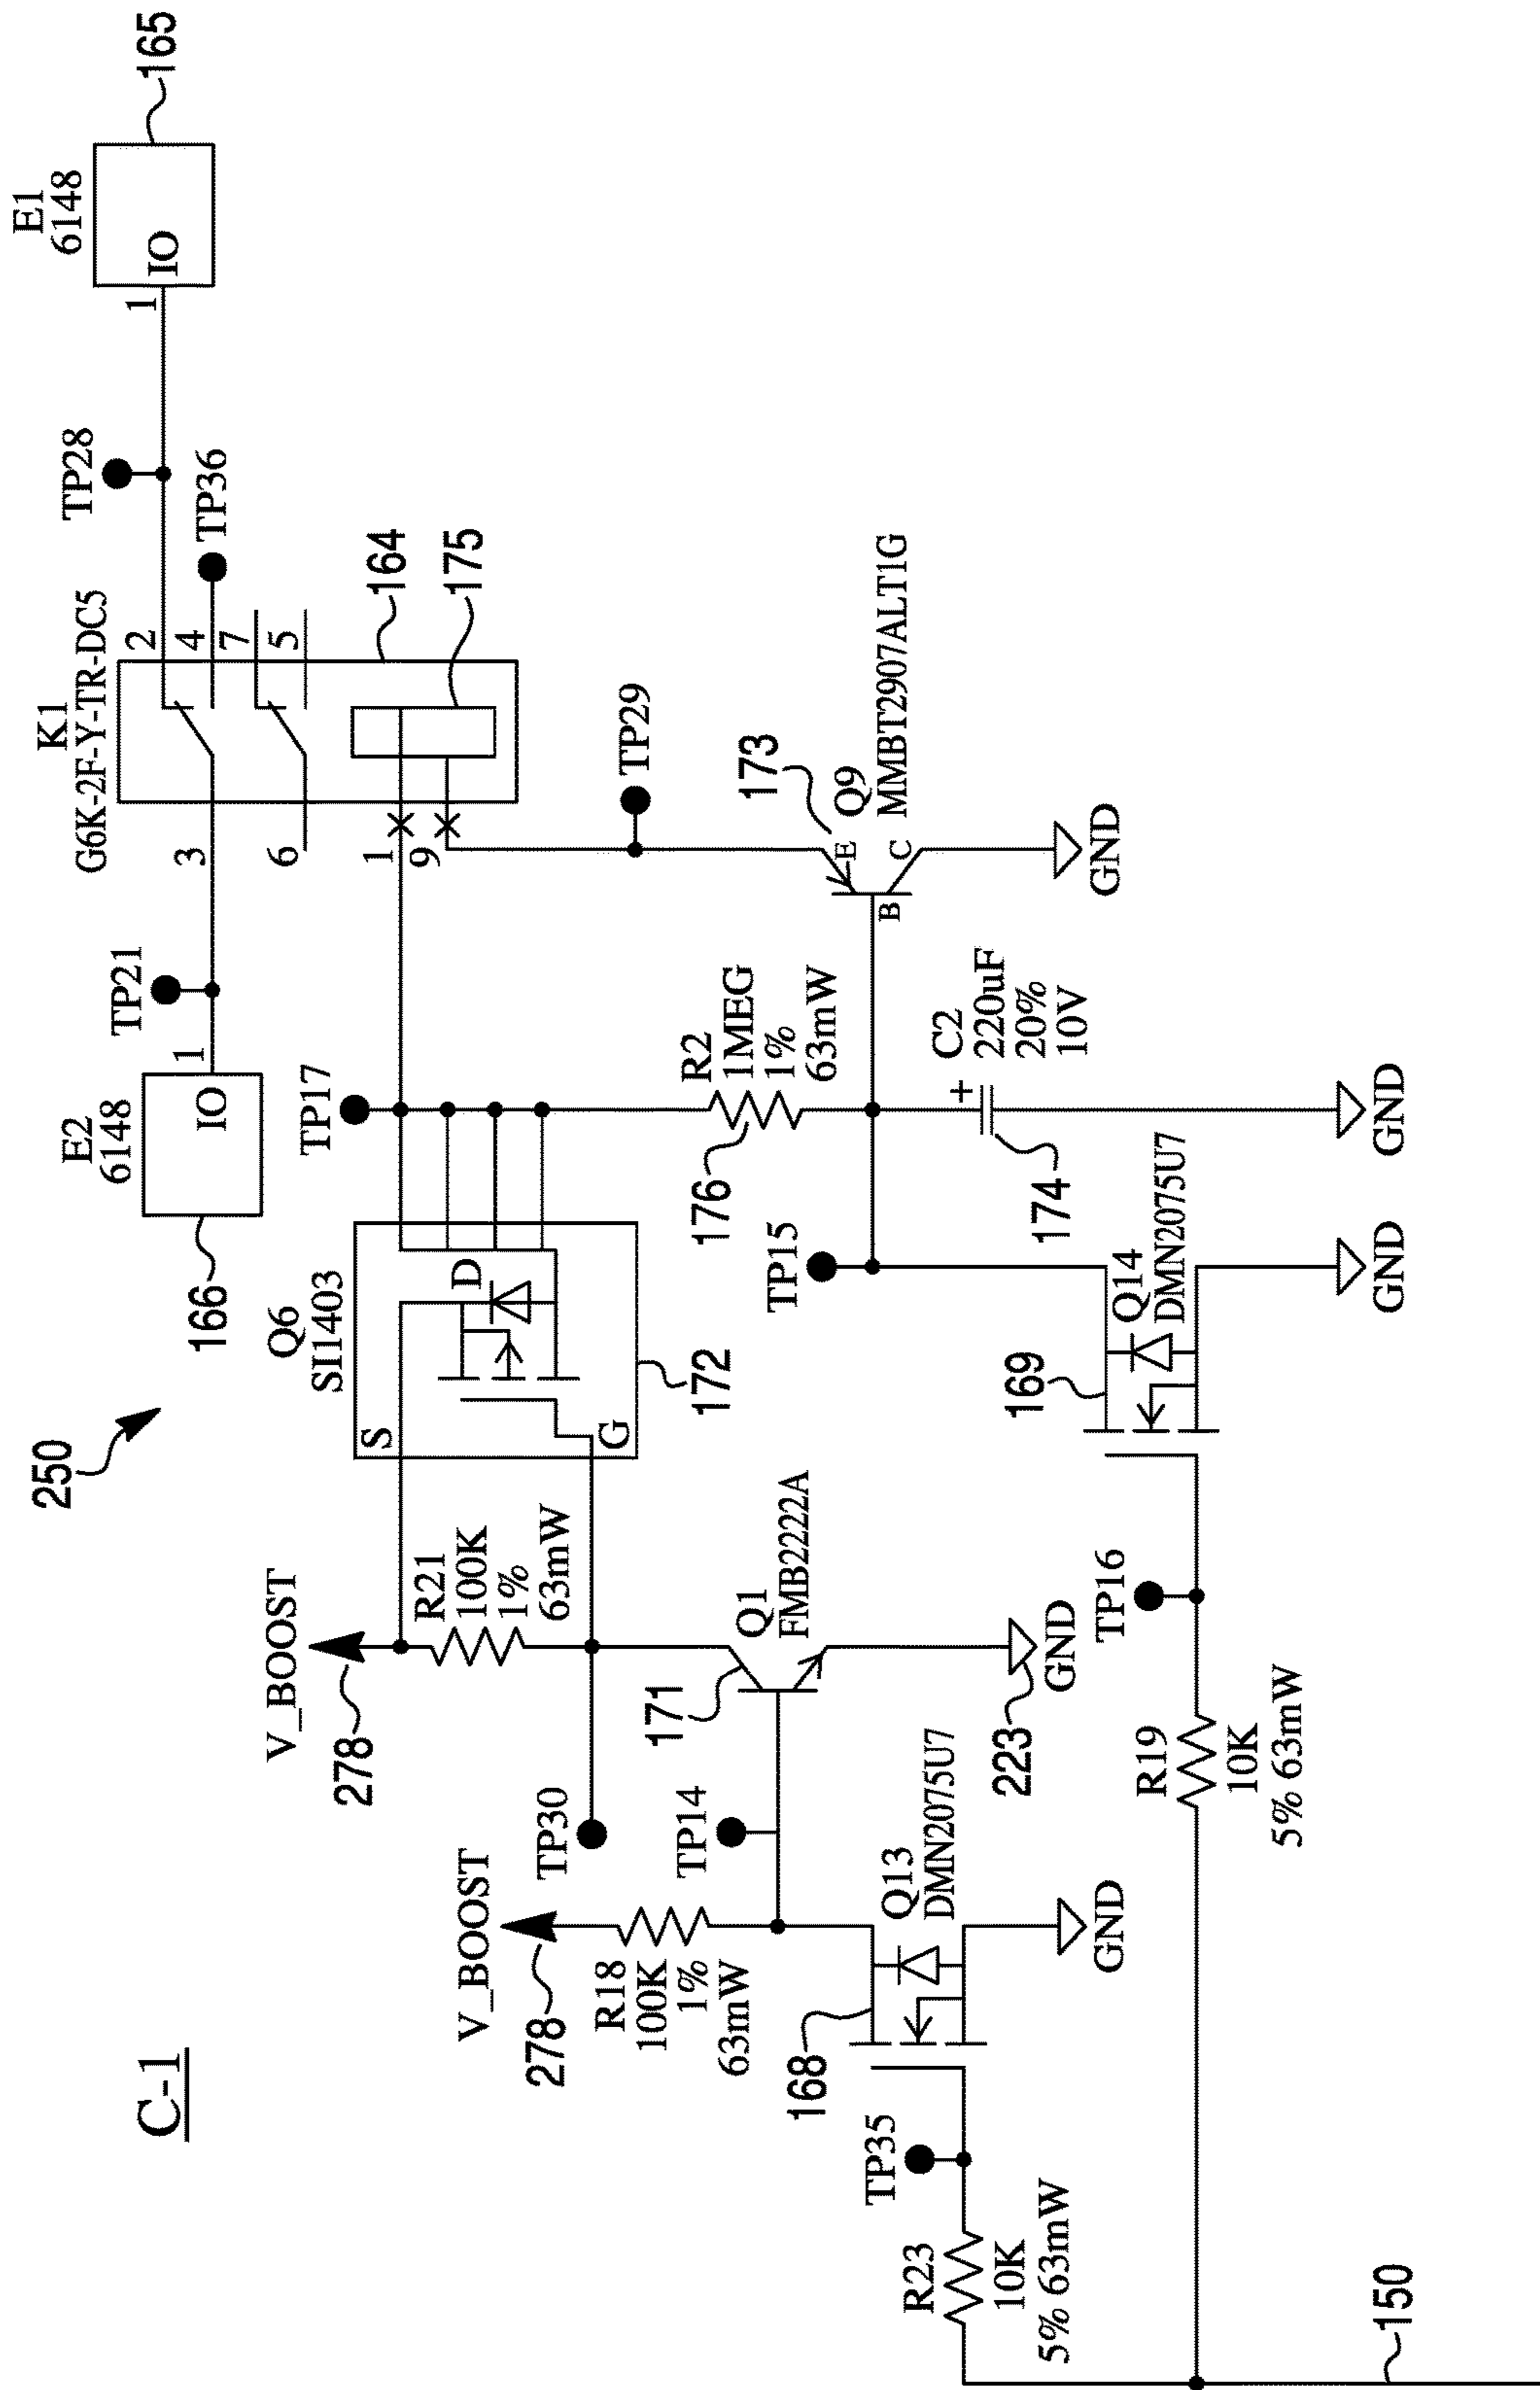 C-1
250
E2
6148
IO
1
166
TP21
K1
G6K-2F-Y-TR-DC5
3
6
1
9
2
4
7
5
164
175
TP28
TP36
E1
6148
IO
1
165
V_BOOST
278
R21
100K
1%
63mW
Q6
SI1403
S
D
G
172
TP17
TP30
V_BOOST
278
R18
100K
1%
63mW
TP14
171
Q1
FMB2222A
223
GND
R2
1MEG
1%
63mW
176
TP29
173
Q9
MMBT2907ALT1G
E
C
B
GND
TP15
C2
220uF
20%
10V
+
174
GND
168
Q13
DMN2075U7
GND
TP35
R23
10K
5% 63mW
169
Q14
DMN2075U7
GND
TP16
R19
10K
5% 63mW
150